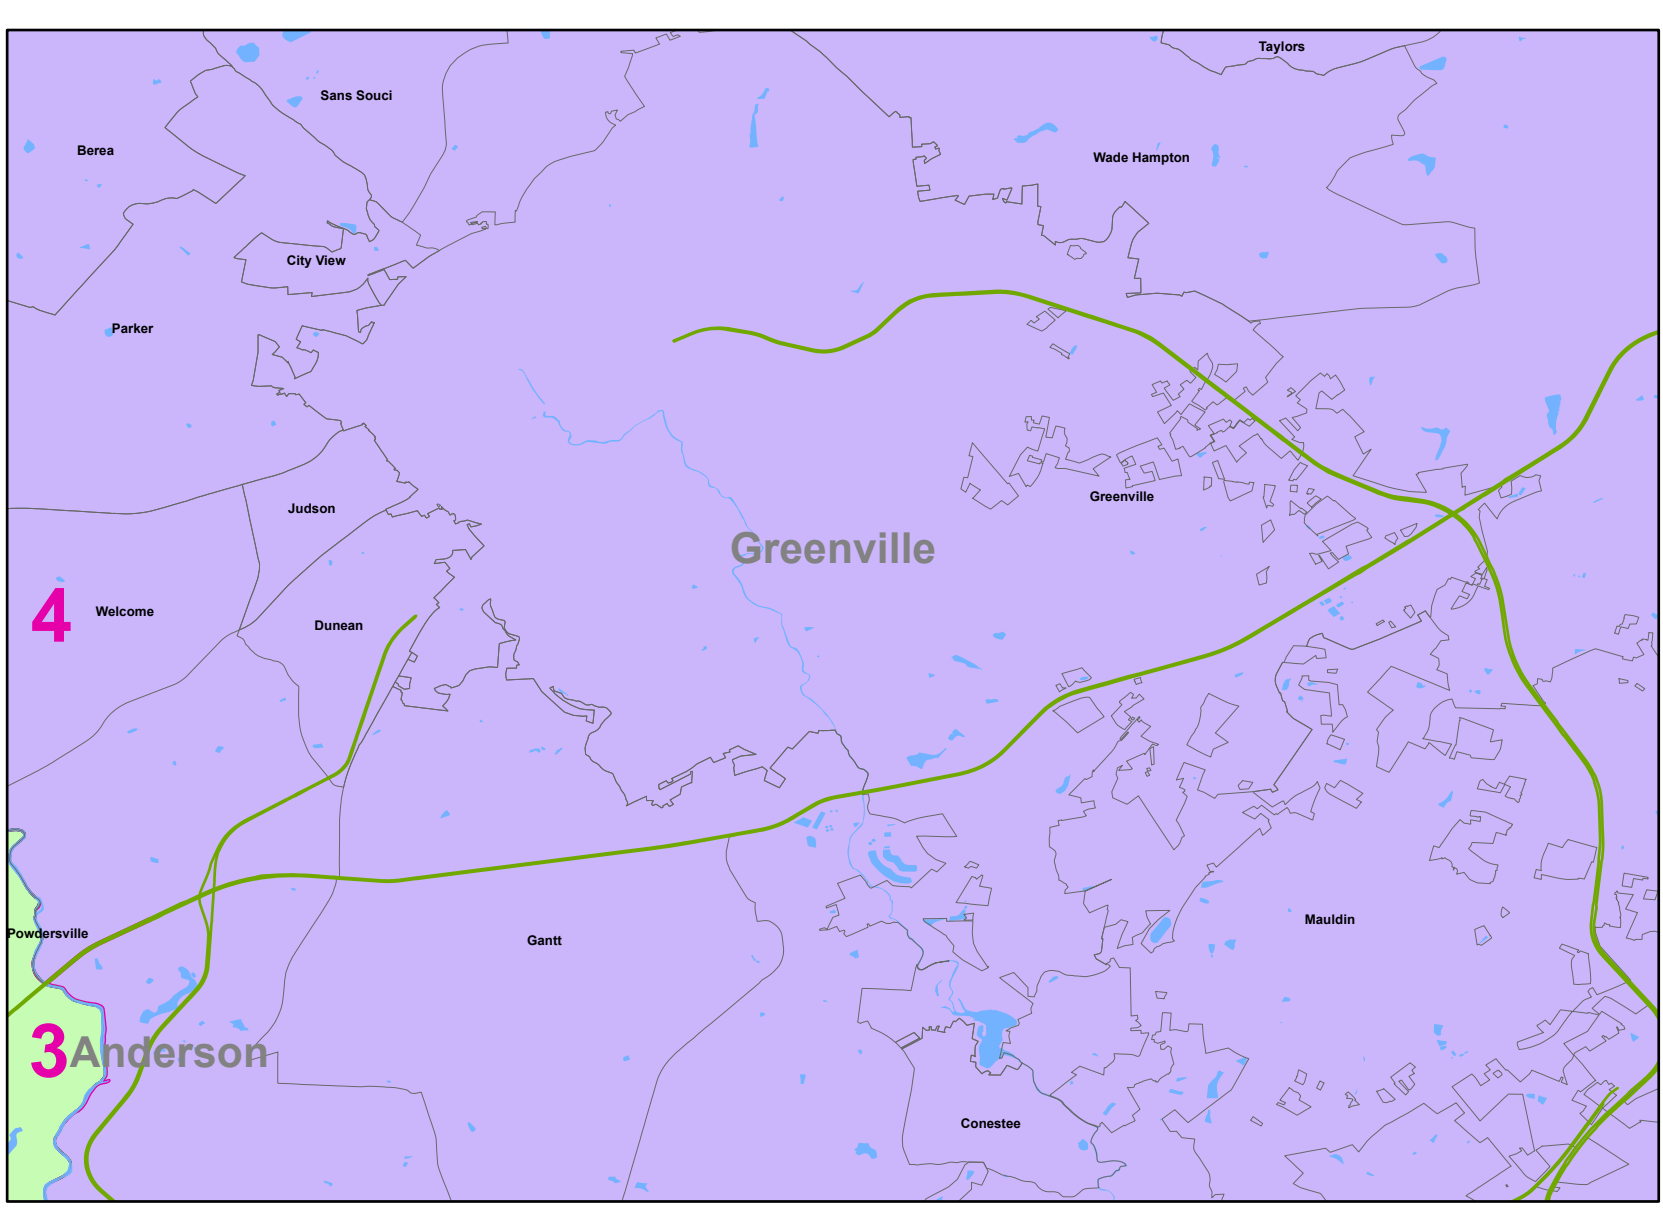 Taylors
Sans Souci
Berea
Wade Hampton
City View
Parker
Greenville
Judson
Greenville
4
Welcome
Dunean
Mauldin
Powdersville
Gantt
3 Anderson
Conestee